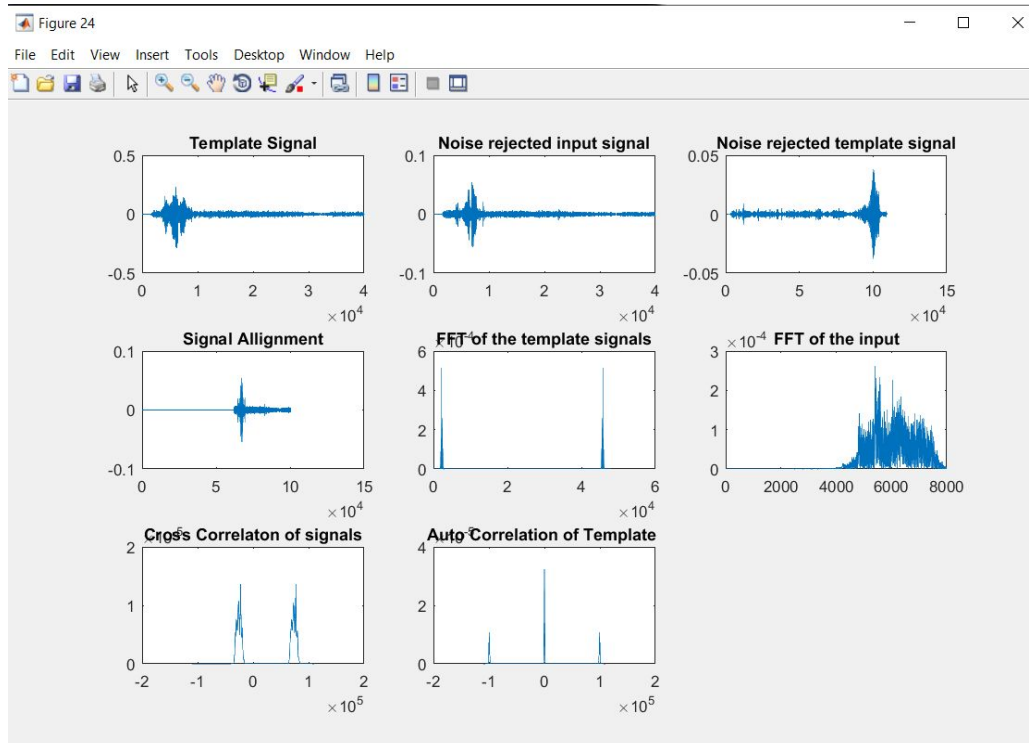 Figure 24
File Edit View Insert Tools Desktop Window Help
Template Signal
0.5
0
-0.5
0 1 2 3 4
×10^4
Noise rejected input signal
0.1
0
-0.1
0 1 2 3 4
×10^4
Noise rejected template signal
0.05
0
-0.05
0 5 10 15
×10^4
Signal Allignment
0.1
0
-0.1
0 5 10 15
×10^4
FFT of the template signals
6
4
2
0
0 2 4 6
×10^4
×10^-4 FFT of the input
3
2
1
0
0 2000 4000 6000 8000
Cross Correlaton of signals
2
1
0
-2 -1 0 1 2
×10^5
Auto Correlation of Template
4
2
0
-2 -1 0 1 2
×10^5